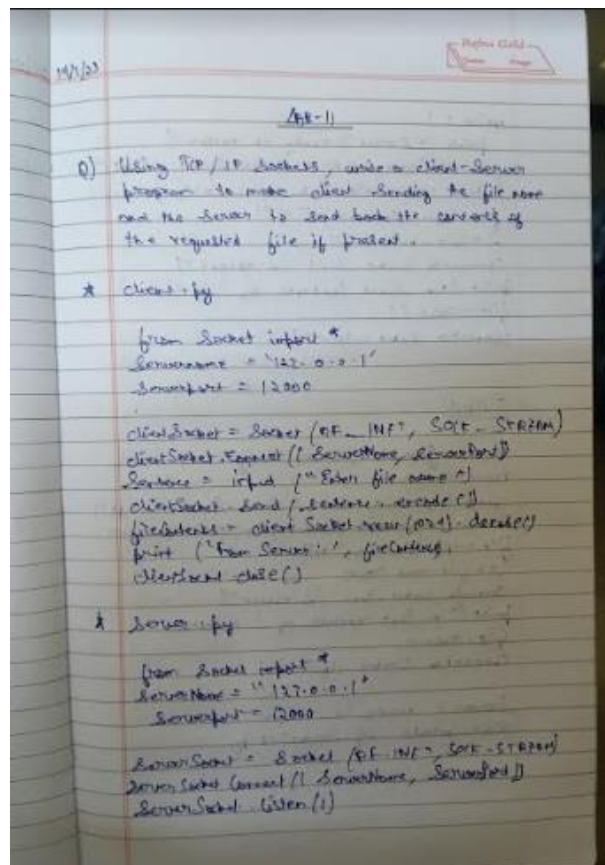 LAB-11
Q) Using TCP/IP Sockets, write a client-Server
program to make client sending the file name
and the server to send back the contents of
the requested file if present.
* client.py
from Socket import *
Servername = '127.0.0.1'
Serverport = 12000
clientSocket = Socket (AF_INET, SOCK_STREAM)
clientSocket.connect((ServerName, ServerPort))
Sentence = input ("Enter file name")
clientSocket.send(sentence.encode())
filecontents = clientSocket.recv(1024).decode()
print ('From Server:', filecontents)
clientSocket.close()
* Server.py
from Socket import *
ServerName = "127.0.0.1"
Serverport = 12000
ServerSocket = Socket (AF_INET, SOCK_STREAM)
ServerSocket.connect((ServerName, ServerPort))
ServerSocket.listen(1)